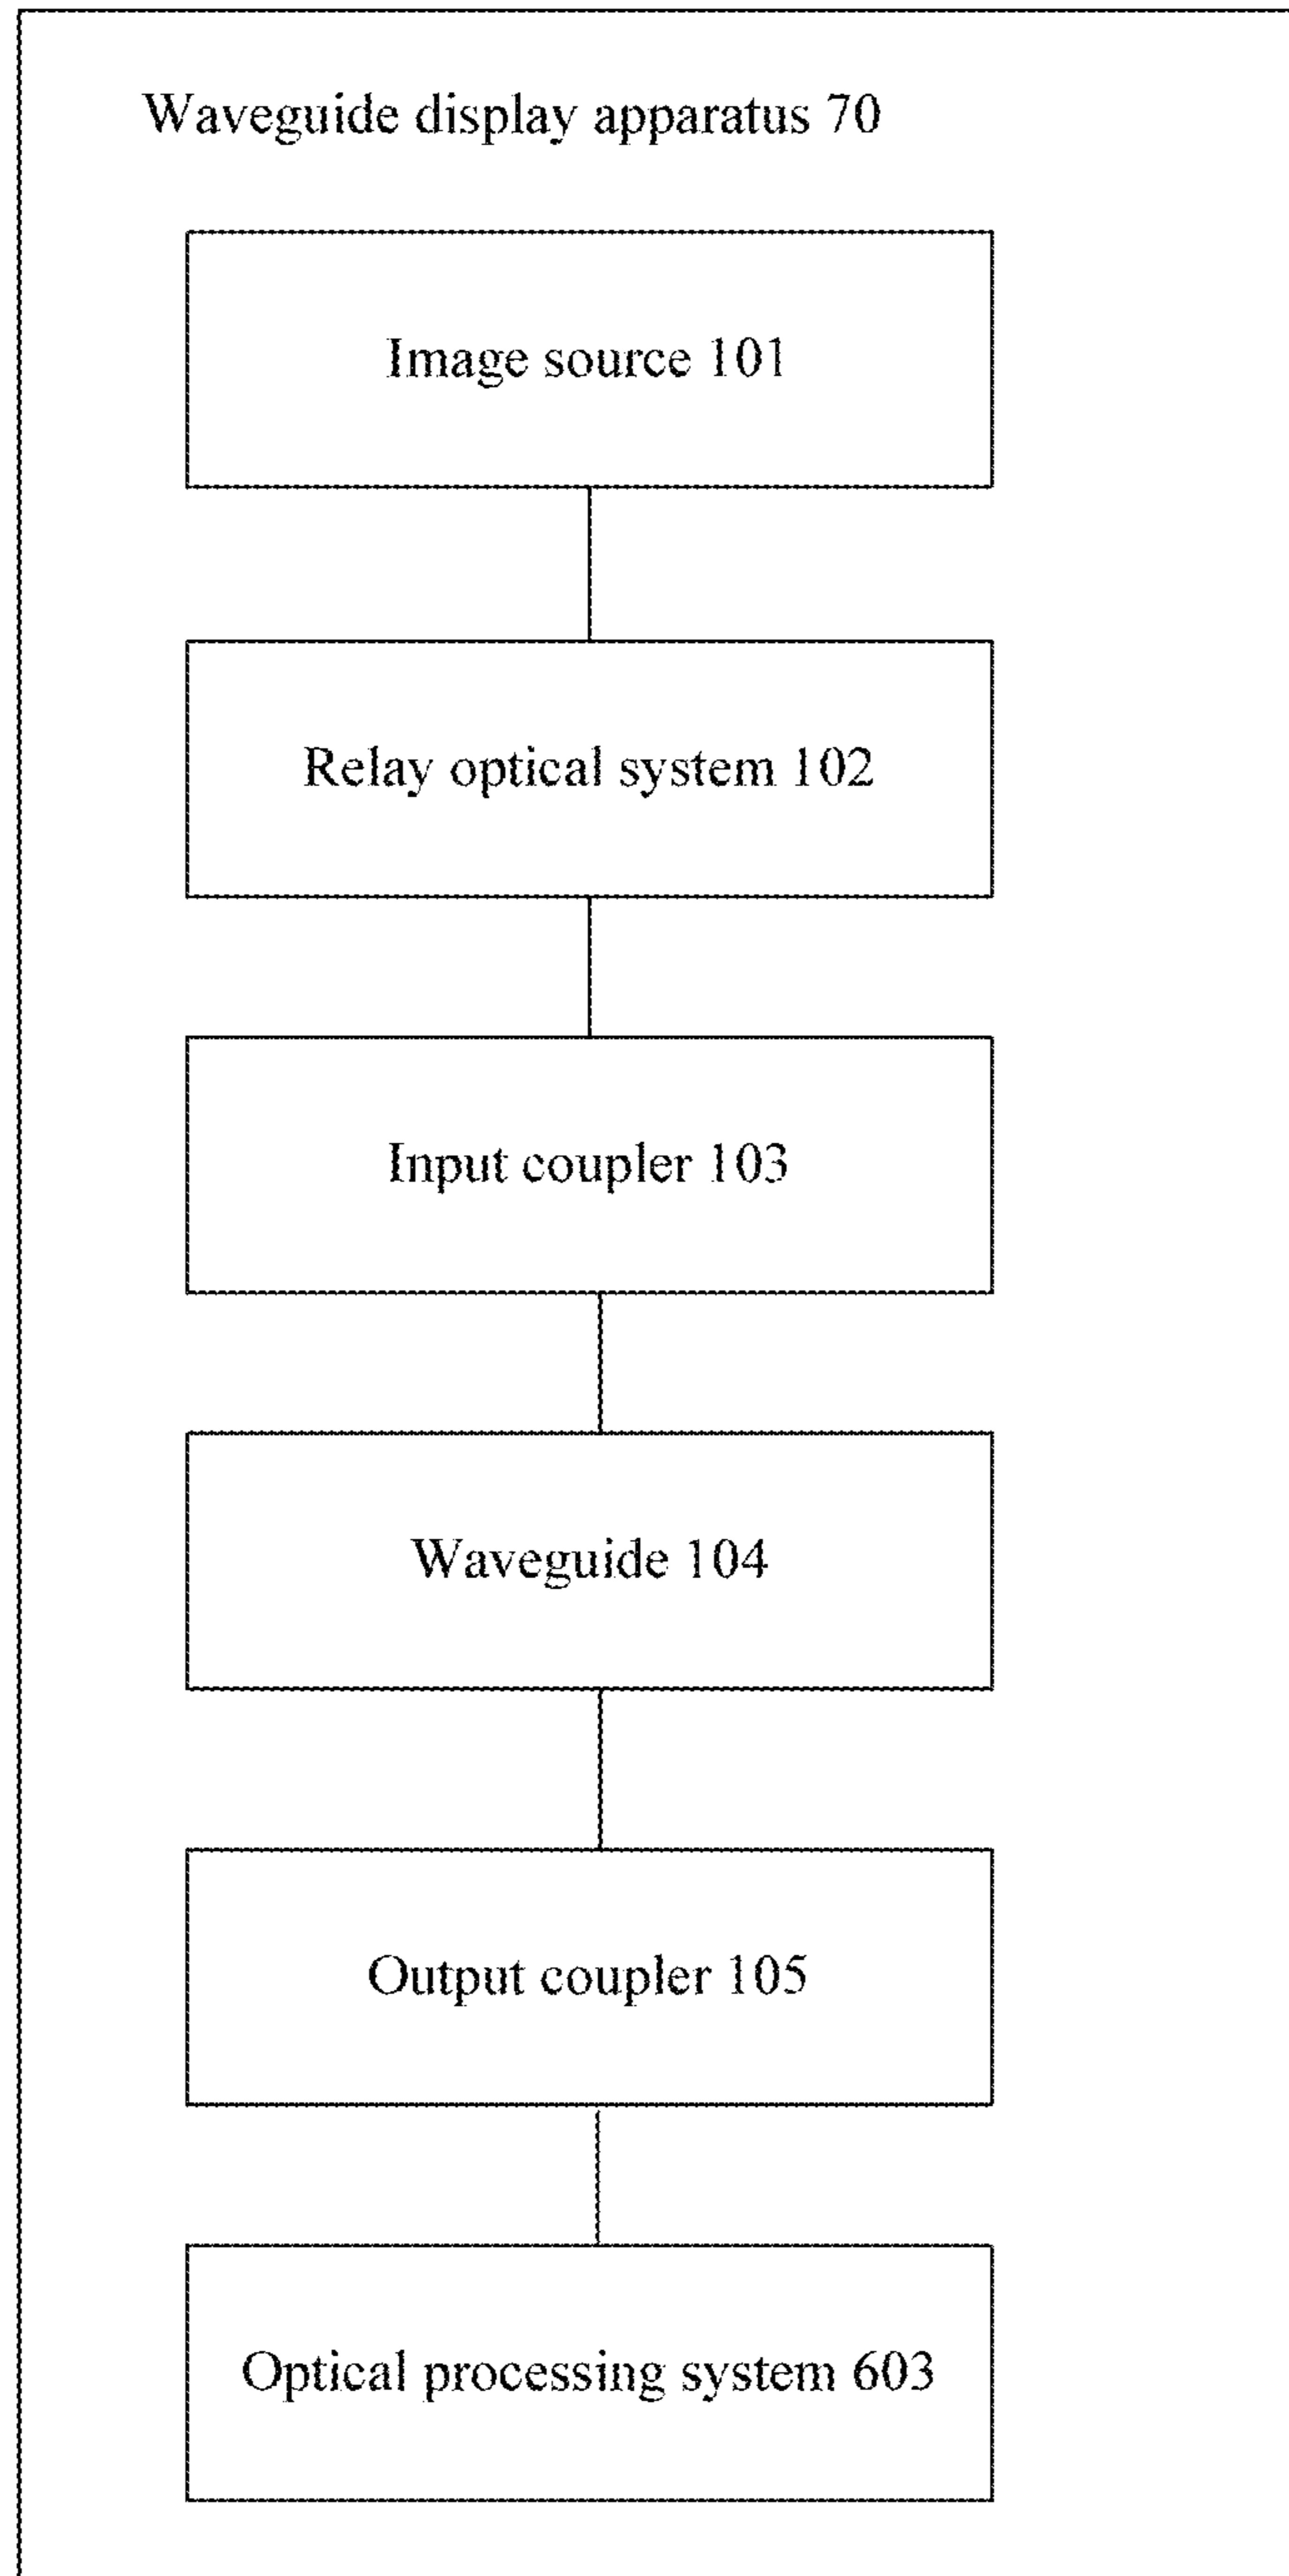 Waveguide display apparatus 70
Image source 101
Relay optical system 102
Input coupler 103
Waveguide 104
Output coupler 105
Optical processing system 603